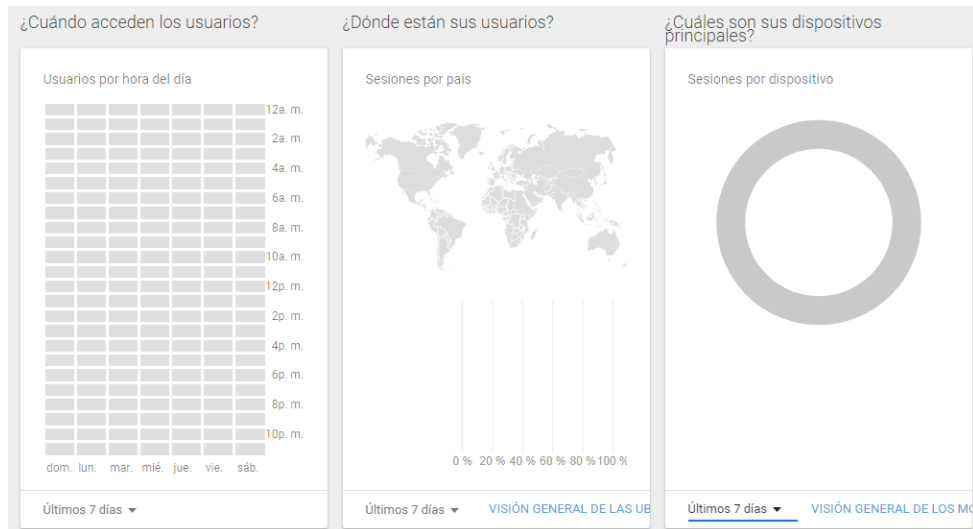 ¿Cuándo acceden los usuarios?
Usuarios por hora del día
12a. m.
2a. m.
4a. m.
6a. m.
8a. m.
10a. m.
12p. m.
2p. m.
4p. m.
6p. m.
8p. m.
10p. m.
dom. lun. mar. mié. jue. vie. sáb.
Últimos 7 días
¿Dónde están sus usuarios?
Sesiones por país
0 % 20 % 40 % 60 % 80 % 100 %
Últimos 7 días VISIÓN GENERAL DE LAS UB
¿Cuáles son sus dispositivos
principales?
Sesiones por dispositivo
Últimos 7 días VISIÓN GENERAL DE LOS MO